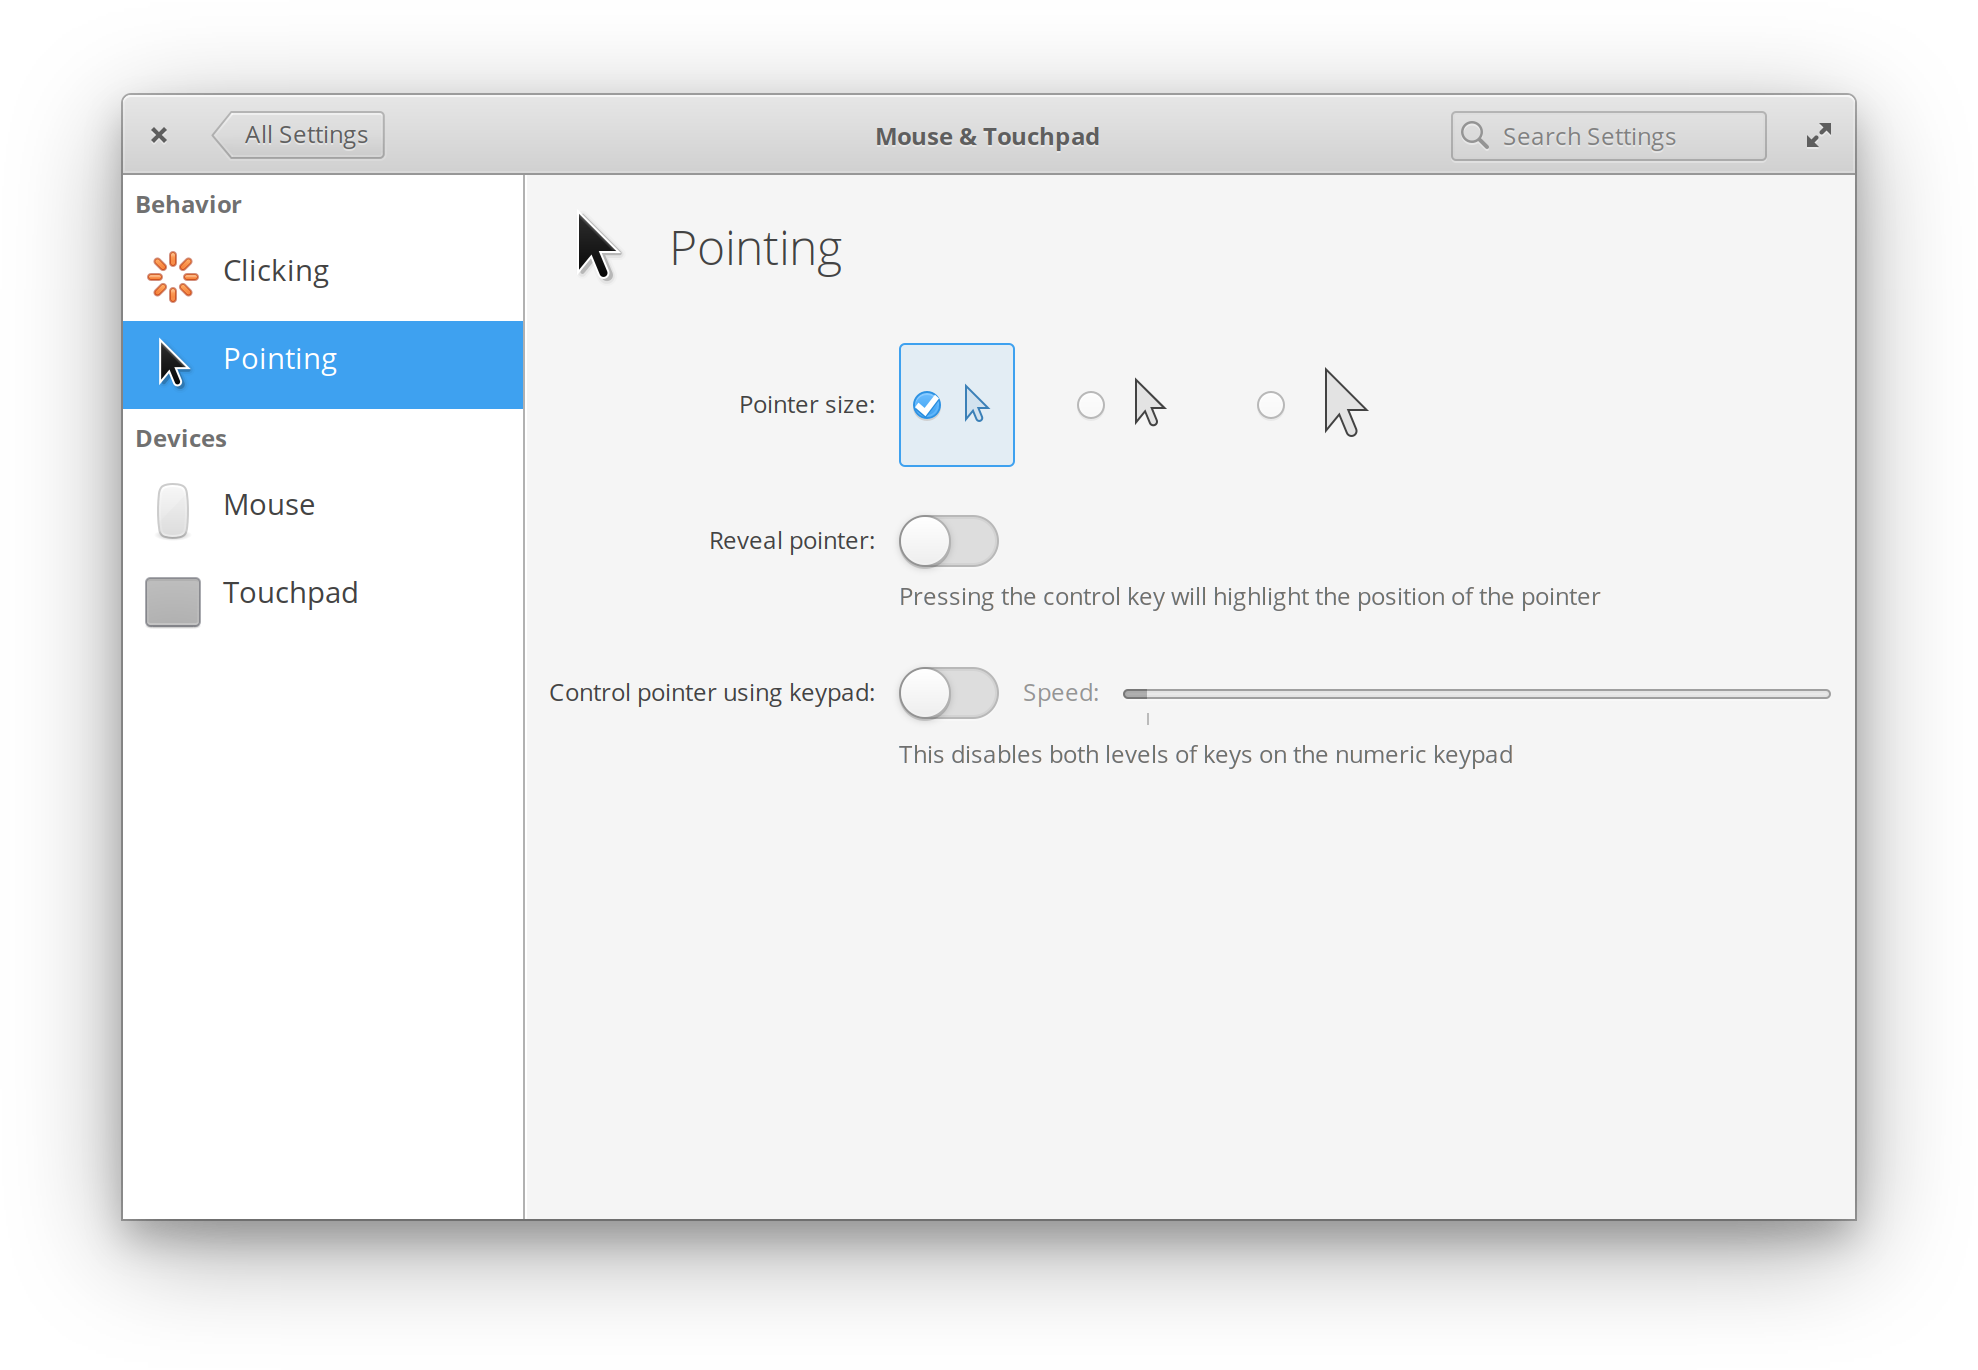 All Settings
Mouse & Touchpad
Search Settings
Behavior
Clicking
Pointing
Devices
Mouse
Touchpad
Pointing
Pointer size:
Reveal pointer:
Pressing the control key will highlight the position of the pointer
Control pointer using keypad:
Speed:
This disables both levels of keys on the numeric keypad